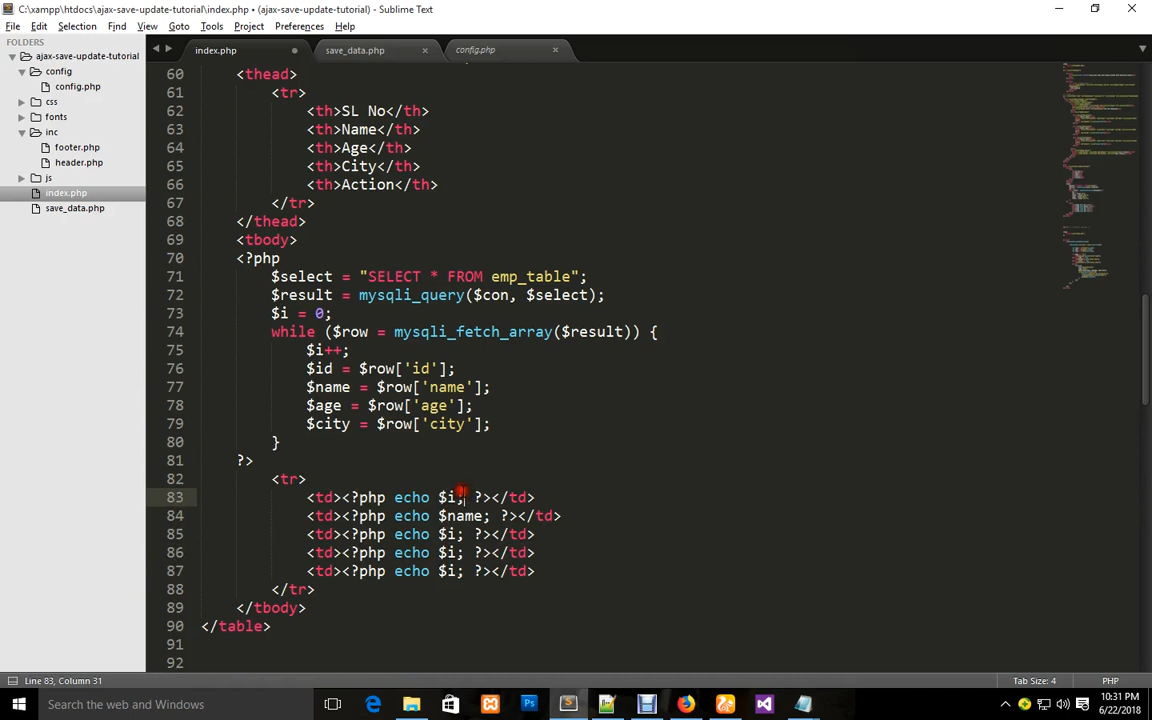 C:\xampp\htdocs\ajax-save-update-tutorial\index.php • (ajax-save-update-tutorial) - Sublime Text
File Edit Selection Find View Goto Tools Project Preferences Help
FOLDERS
ajax-save-update-tutorial
config
config.php
css
fonts
inc
footer.php
header.php
js
index.php
save_data.php
index.php save_data.php config.php
60 <thead>
61 <tr>
62 <th>SL No</th>
63 <th>Name</th>
64 <th>Age</th>
65 <th>City</th>
66 <th>Action</th>
67 </tr>
68 </thead>
69 <tbody>
70 <?php
71 $select = "SELECT * FROM emp_table";
72 $result = mysqli_query($con, $select);
73 $i = 0;
74 while ($row = mysqli_fetch_array($result)) {
75 $i++;
76 $id = $row['id'];
77 $name = $row['name'];
78 $age = $row['age'];
79 $city = $row['city'];
80 }
81 ?>
82 <tr>
83 <td><?php echo $i; ?></td>
84 <td><?php echo $name; ?></td>
85 <td><?php echo $i; ?></td>
86 <td><?php echo $i; ?></td>
87 <td><?php echo $i; ?></td>
88 </tr>
89 </tbody>
90 </table>
91
92
Line 83, Column 31 Tab Size: 4 PHP
Search the web and Windows
10:31 PM
6/22/2018